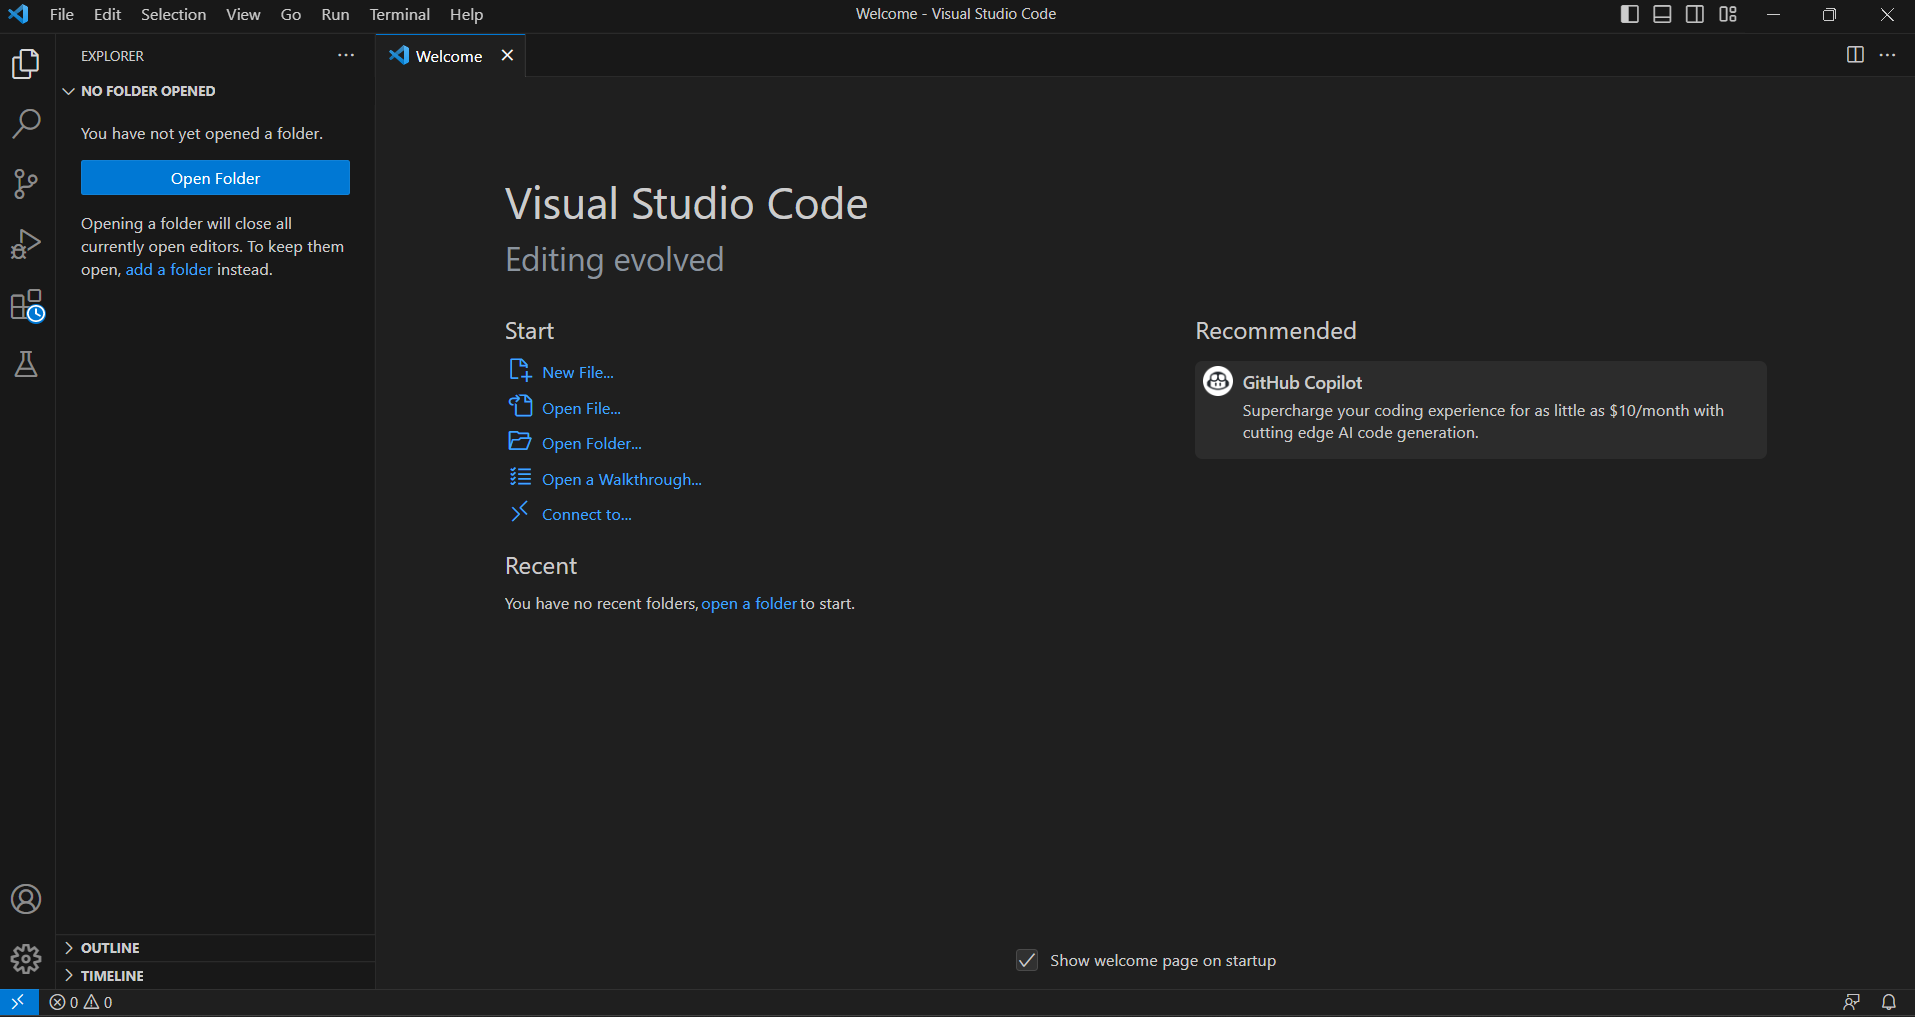 File Edit Selection View Go Run Terminal Help
Welcome - Visual Studio Code
EXPLORER
NO FOLDER OPENED
You have not yet opened a folder.
Open Folder
Opening a folder will close all
currently open editors. To keep them
open, add a folder instead.
OUTLINE
TIMELINE
Welcome
Visual Studio Code
Editing evolved
Start
New File...
Open File...
Open Folder...
Open a Walkthrough...
Connect to...
Recent
You have no recent folders, open a folder to start.
Recommended
GitHub Copilot
Supercharge your coding experience for as little as $10/month with
cutting edge AI code generation.
Show welcome page on startup
0 0